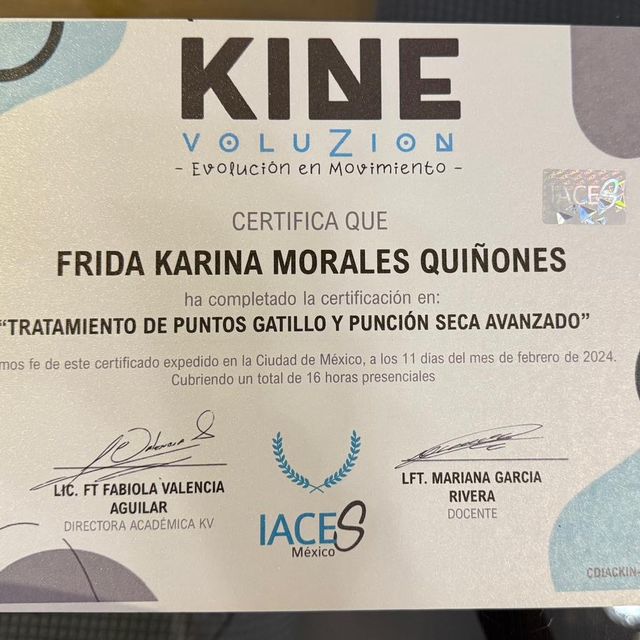 KINE
VOLUZION
- Evolución en Movimiento -
IACES
CERTIFICA QUE
FRIDA KARINA MORALES QUIÑONES
ha completado la certificación en:
"TRATAMIENTO DE PUNTOS GATILLO Y PUNCIÓN SECA AVANZADO"
mos fe de este certificado expedido en la Ciudad de México, a los 11 días del mes de febrero de 2024.
Cubriendo un total de 16 horas presenciales
LIC. FT FABIOLA VALENCIA
AGUILAR
DIRECTORA ACADÉMICA KV
IACES
México
LFT. MARIANA GARCIA
RIVERA
DOCENTE